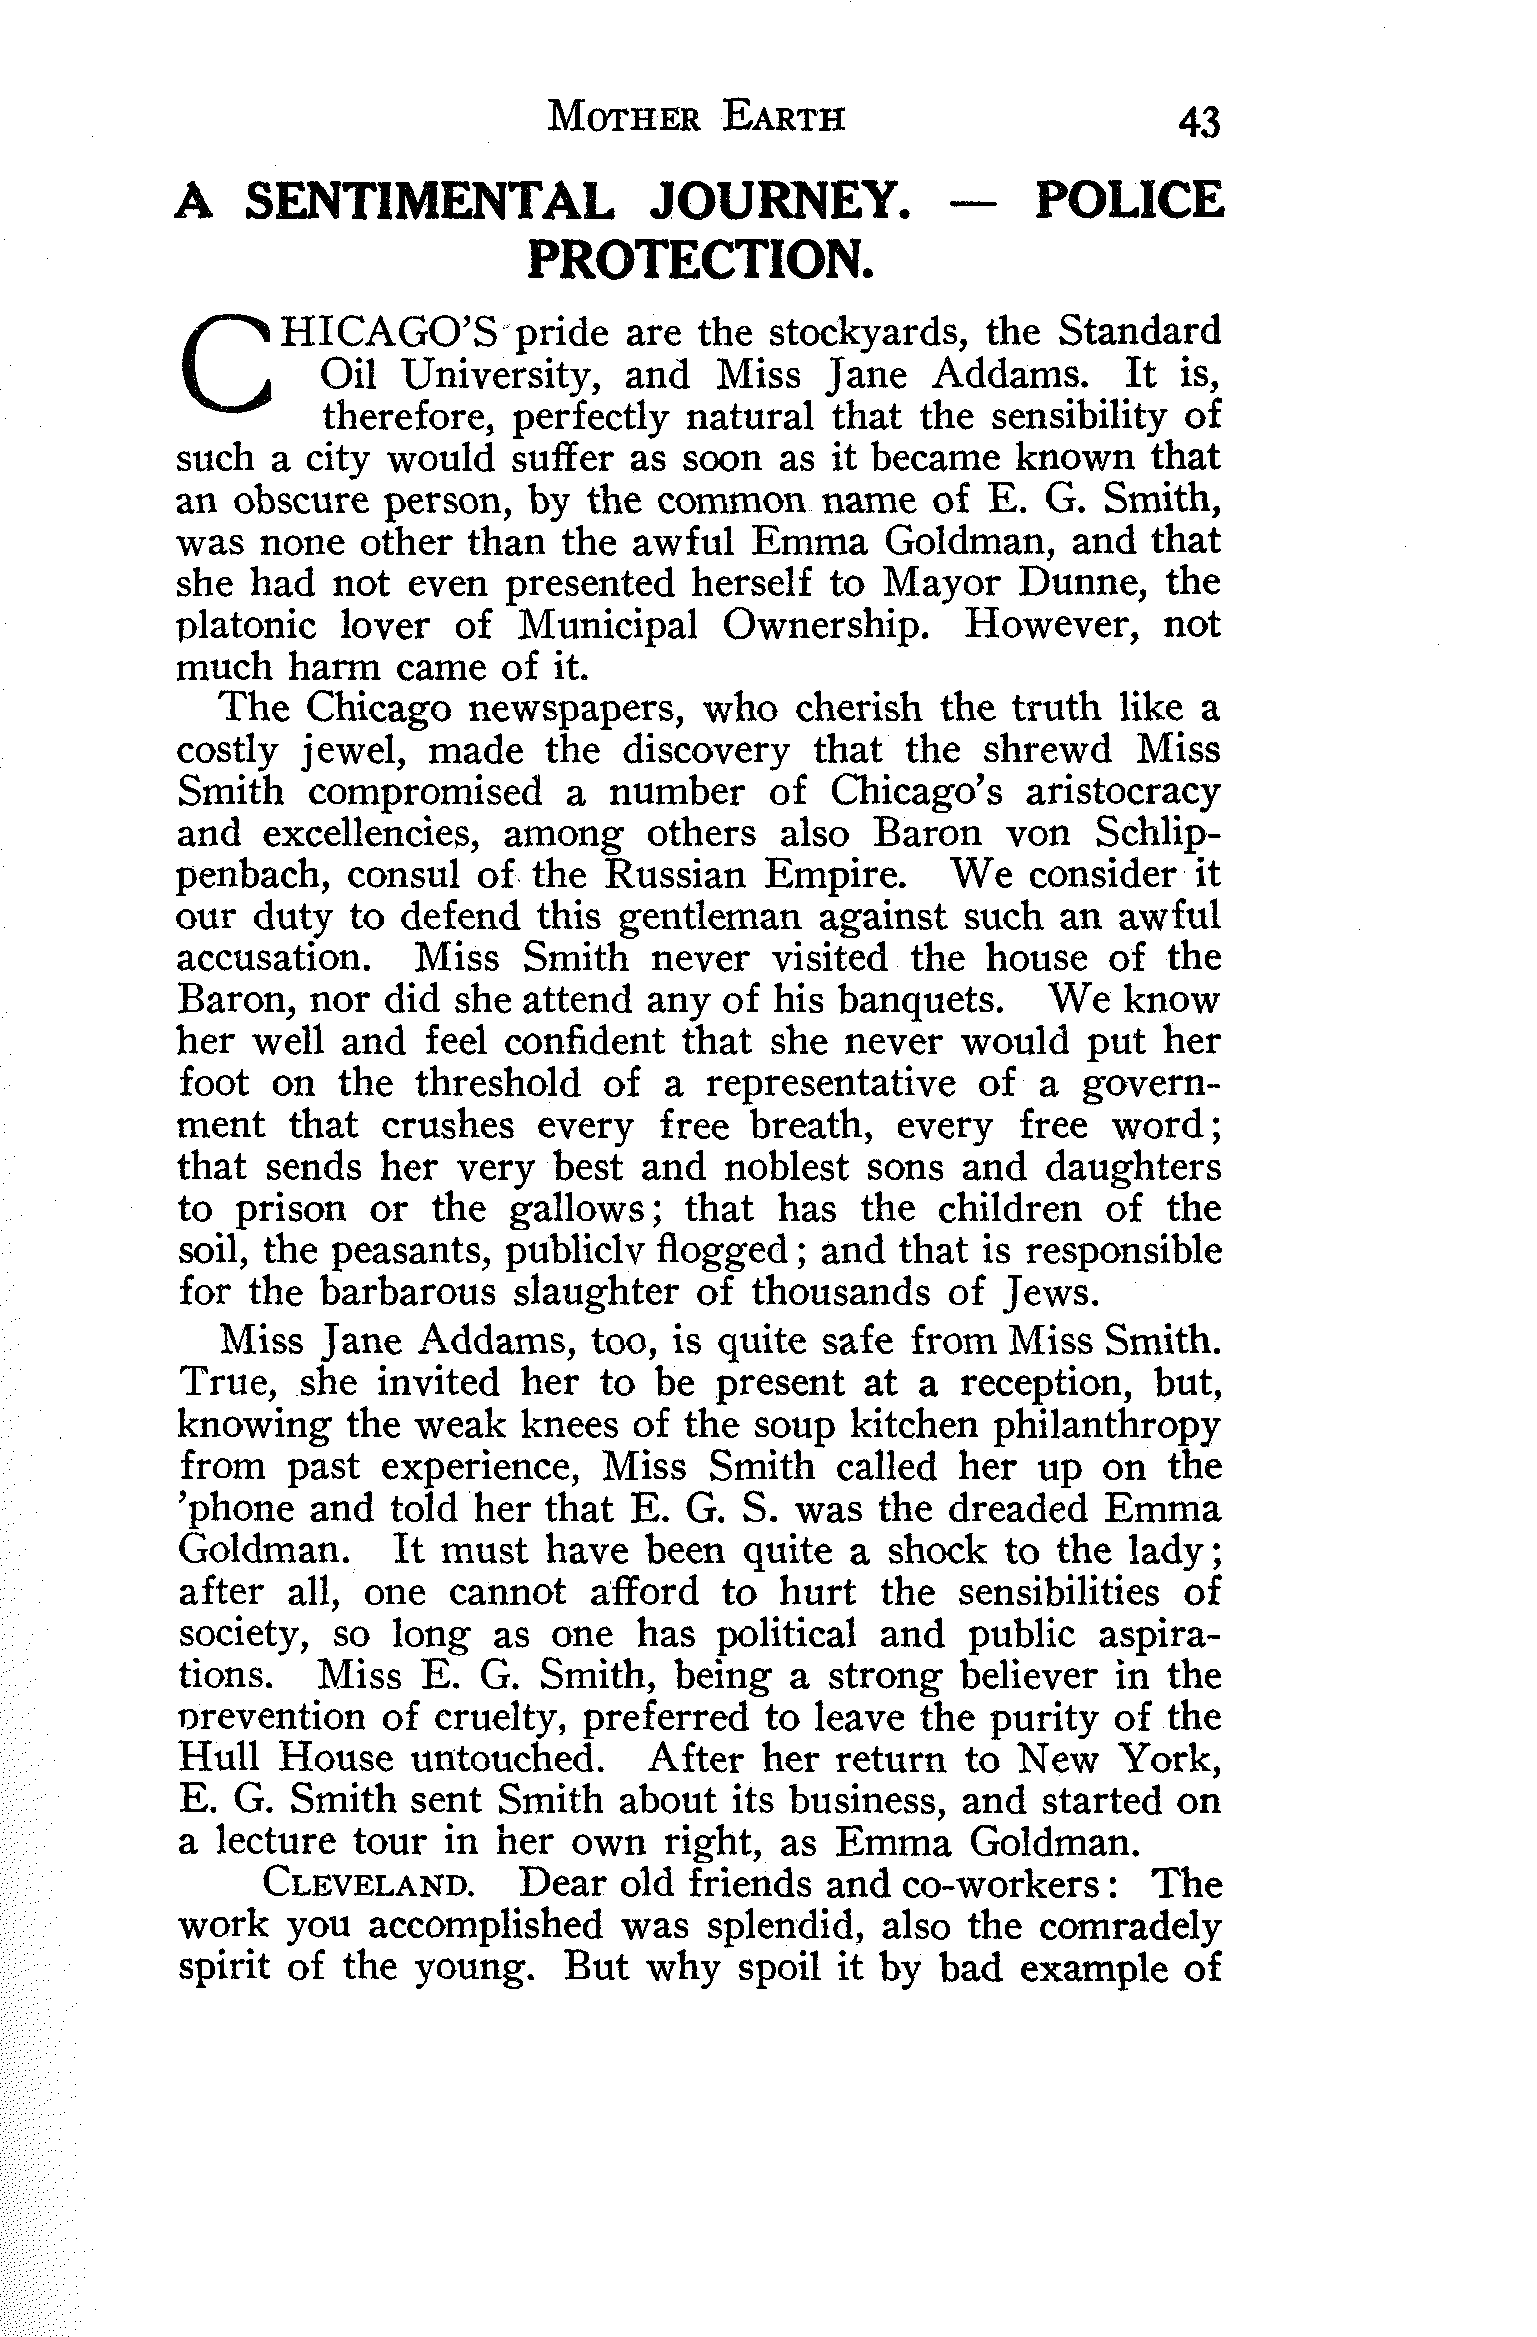 MOTHER EARTH 43
A SENTIMENTAL JOURNEY. — POLICE
PROTECTION.
CHICAGO'S pride are the stockyards, the Standard
Oil University, and Miss Jane Addams. It is,
therefore, perfectly natural that the sensibility of
such a city would suffer as soon as it became known that
an obscure person, by the common name of E. G. Smith,
was none other than the awful Emma Goldman, and that
she had not even presented herself to Mayor Dunne, the
platonic lover of Municipal Ownership. However, not
much harm came of it.
The Chicago newspapers, who cherish the truth like a
costly jewel, made the discovery that the shrewd Miss
Smith compromised a number of Chicago's aristocracy
and excellencies, among others also Baron von Schlip-
penbach, consul of the Russian Empire. We consider it
our duty to defend this gentleman against such an awful
accusation. Miss Smith never visited the house of the
Baron, nor did she attend any of his banquets. We know
her well and feel confident that she never would put her
foot on the threshold of a representative of a govern-
ment that crushes every free breath, every free word;
that sends her very best and noblest sons and daughters
to prison or the gallows; that has the children of the
soil, the peasants, publicly flogged; and that is responsible
for the barbarous slaughter of thousands of Jews.
Miss Jane Addams, too, is quite safe from Miss Smith.
True, she invited her to be present at a reception, but,
knowing the weak knees of the soup kitchen philanthropy
from past experience, Miss Smith called her up on the
'phone and told her that E. G. S. was the dreaded Emma
Goldman. It must have been quite a shock to the lady;
after all, one cannot afford to hurt the sensibilities of
society, so long as one has political and public aspira-
tions. Miss E. G. Smith, being a strong believer in the
prevention of cruelty, preferred to leave the purity of the
Hull House untouched. After her return to New York,
E. G. Smith sent Smith about its business, and started on
a lecture tour in her own right, as Emma Goldman.
CLEVELAND. Dear old friends and co-workers: The
work you accomplished was splendid, also the comradely
spirit of the young. But why spoil it by bad example of